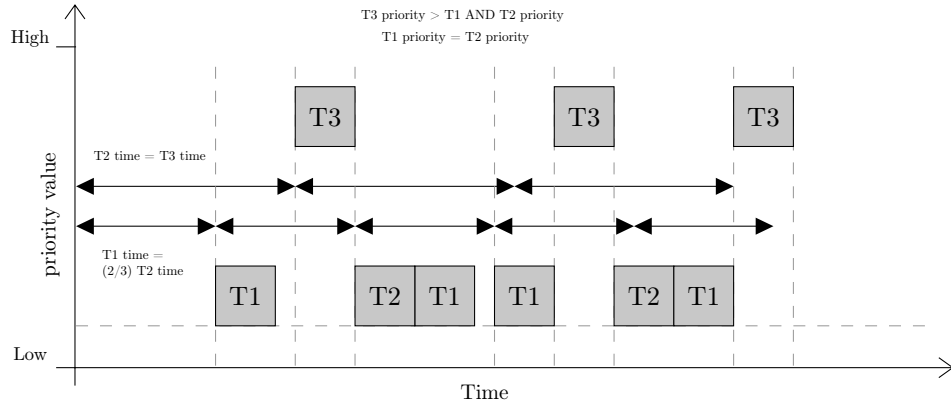 T3 priority > T1 AND T2 priority
T1 priority = T2 priority
High
T3
T3
T3
T2 time = T3 time
priority value
T1 time =
(2/3) T2 time
T1
T2
T1
T1
T2
T1
Low
Time